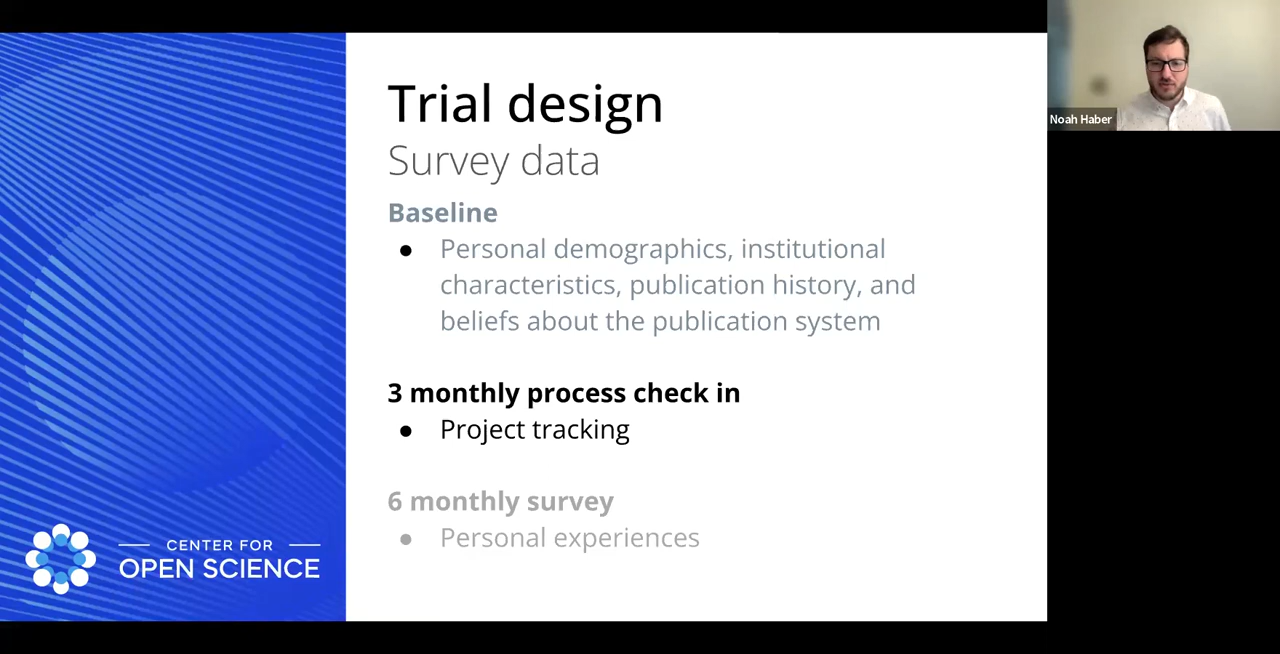 Trial design
Survey data
Baseline
● Personal demographics, institutional
characteristics, publication history, and
beliefs about the publication system
3 monthly process check in
● Project tracking
6 monthly survey
● Personal experiences
CENTER FOR
OPEN SCIENCE
Noah Haber